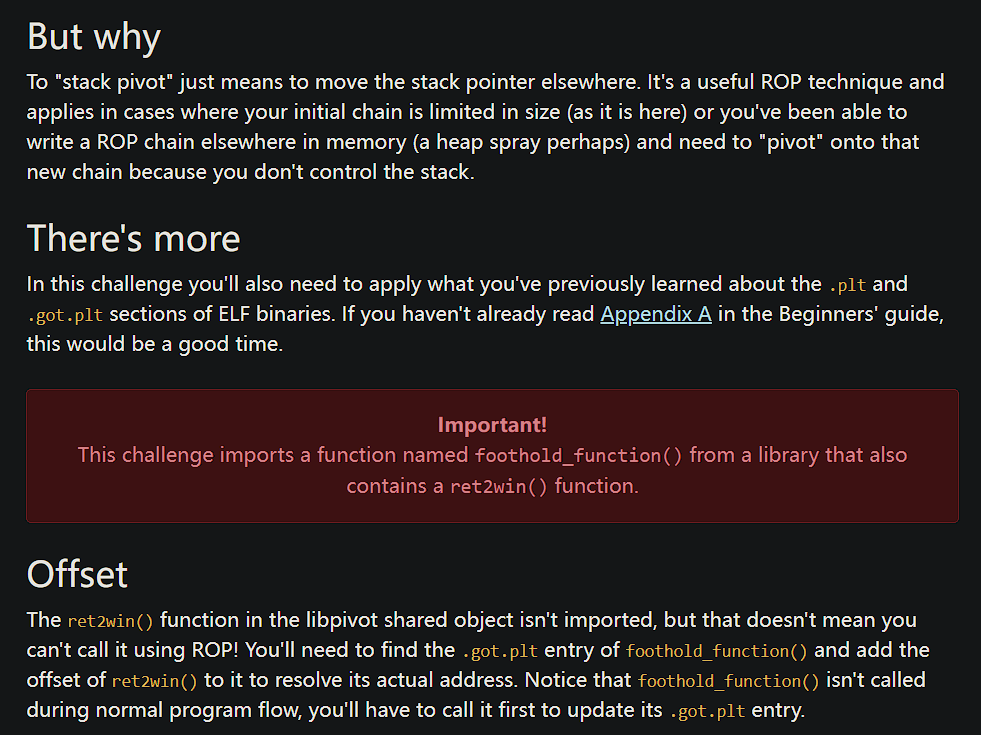 But why
To "stack pivot" just means to move the stack pointer elsewhere. It's a useful ROP technique and
applies in cases where your initial chain is limited in size (as it is here) or you've been able to
write a ROP chain elsewhere in memory (a heap spray perhaps) and need to "pivot" onto that
new chain because you don't control the stack.
There's more
In this challenge you'll also need to apply what you've previously learned about the .plt and
.got.plt sections of ELF binaries. If you haven't already read Appendix A in the Beginners' guide,
this would be a good time.
Important!
This challenge imports a function named foothold_function() from a library that also
contains a ret2win() function.
Offset
The ret2win() function in the libpivot shared object isn't imported, but that doesn't mean you
can't call it using ROP! You'll need to find the .got.plt entry of foothold_function() and add the
offset of ret2win() to it to resolve its actual address. Notice that foothold_function() isn't called
during normal program flow, you'll have to call it first to update its .got.plt entry.